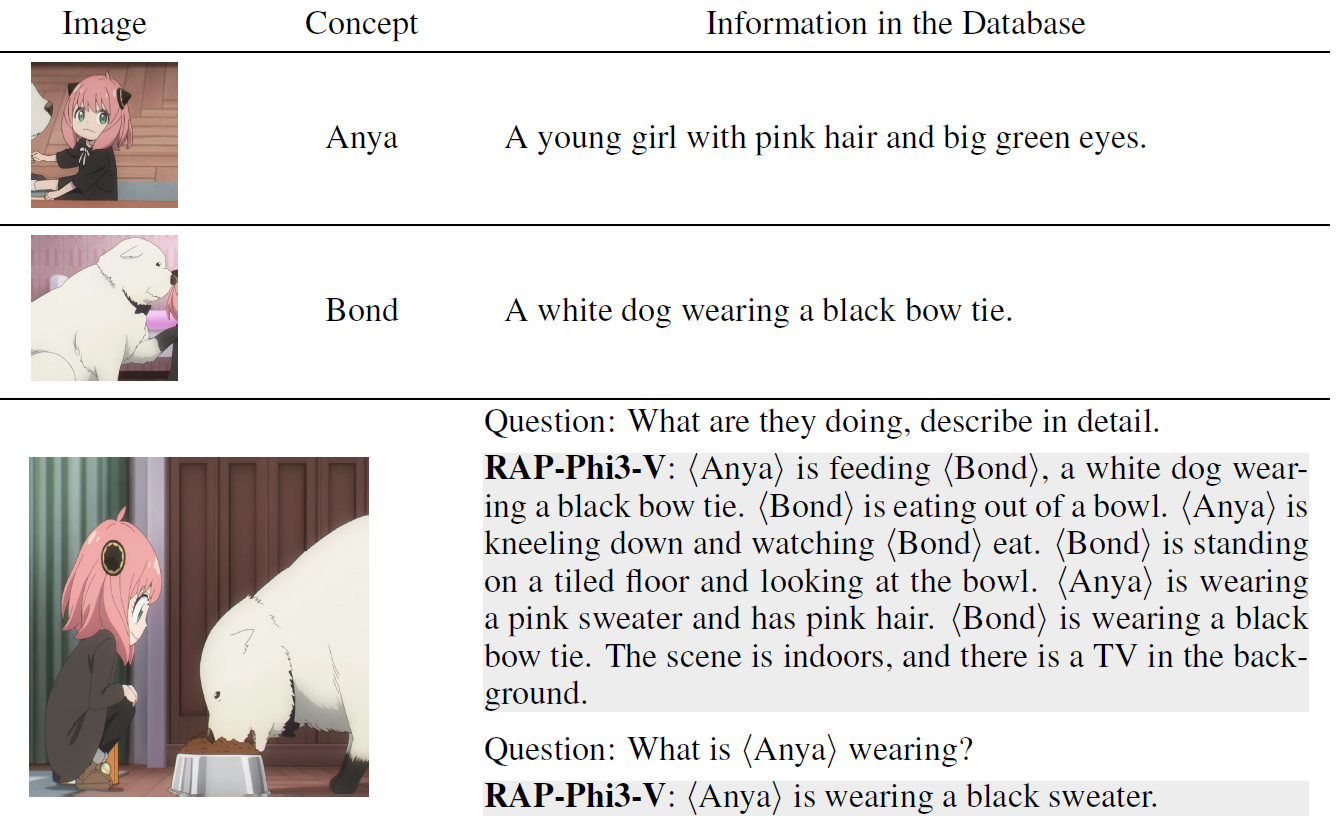 Image Concept Information in the Database
Anya A young girl with pink hair and big green eyes.
Bond A white dog wearing a black bow tie.
Question: What are they doing, describe in detail.
RAP-Phi3-V: ⟨Anya⟩ is feeding ⟨Bond⟩, a white dog wear-
ing a black bow tie. ⟨Bond⟩ is eating out of a bowl. ⟨Anya⟩ is
kneeling down and watching ⟨Bond⟩ eat. ⟨Bond⟩ is standing
on a tiled floor and looking at the bowl. ⟨Anya⟩ is wearing
a pink sweater and has pink hair. ⟨Bond⟩ is wearing a black
bow tie. The scene is indoors, and there is a TV in the back-
ground.
Question: What is ⟨Anya⟩ wearing?
RAP-Phi3-V: ⟨Anya⟩ is wearing a black sweater.